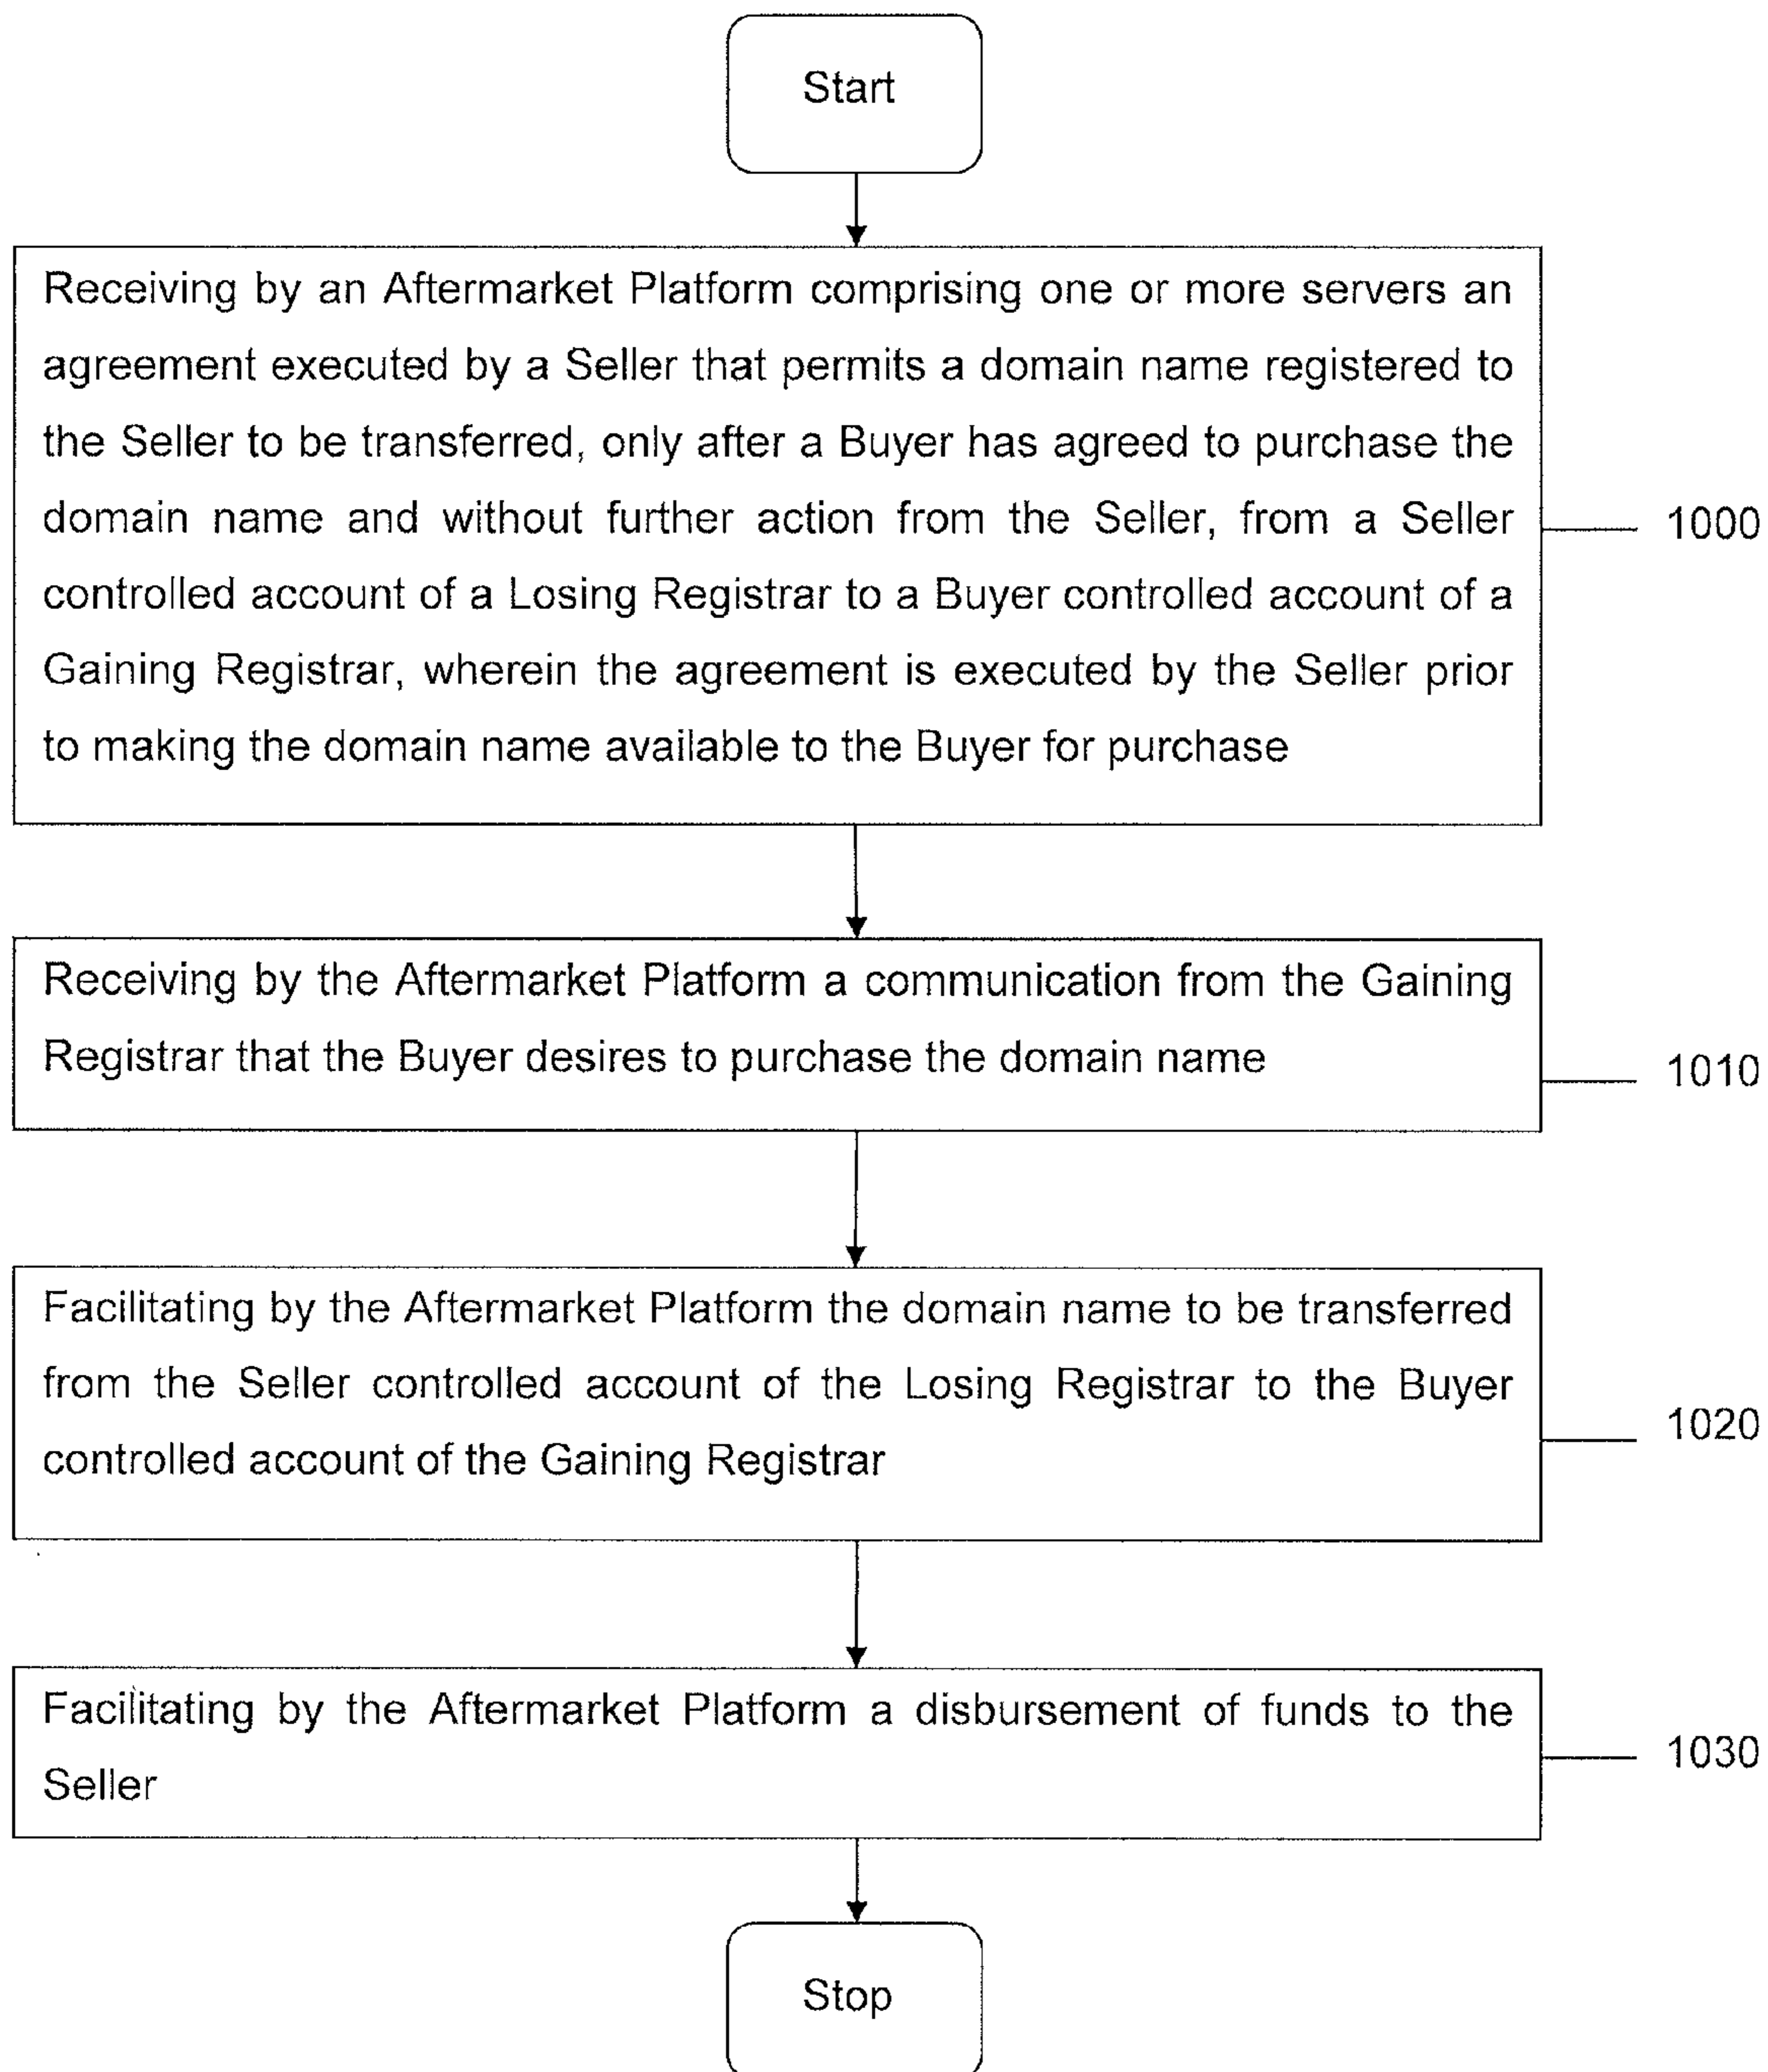 Start
Receiving by an Aftermarket Platform comprising one or more servers an
agreement executed by a Seller that permits a domain name registered to
the Seller to be transferred, only after a Buyer has agreed to purchase the
domain name and without further action from the Seller, from a Seller
controlled account of a Losing Registrar to a Buyer controlled account of a
Gaining Registrar, wherein the agreement is executed by the Seller prior
to making the domain name available to the Buyer for purchase
1000
Receiving by the Aftermarket Platform a communication from the Gaining
Registrar that the Buyer desires to purchase the domain name
1010
Facilitating by the Aftermarket Platform the domain name to be transferred
from the Seller controlled account of the Losing Registrar to the Buyer
controlled account of the Gaining Registrar
1020
Facilitating by the Aftermarket Platform a disbursement of funds to the
Seller
1030
Stop